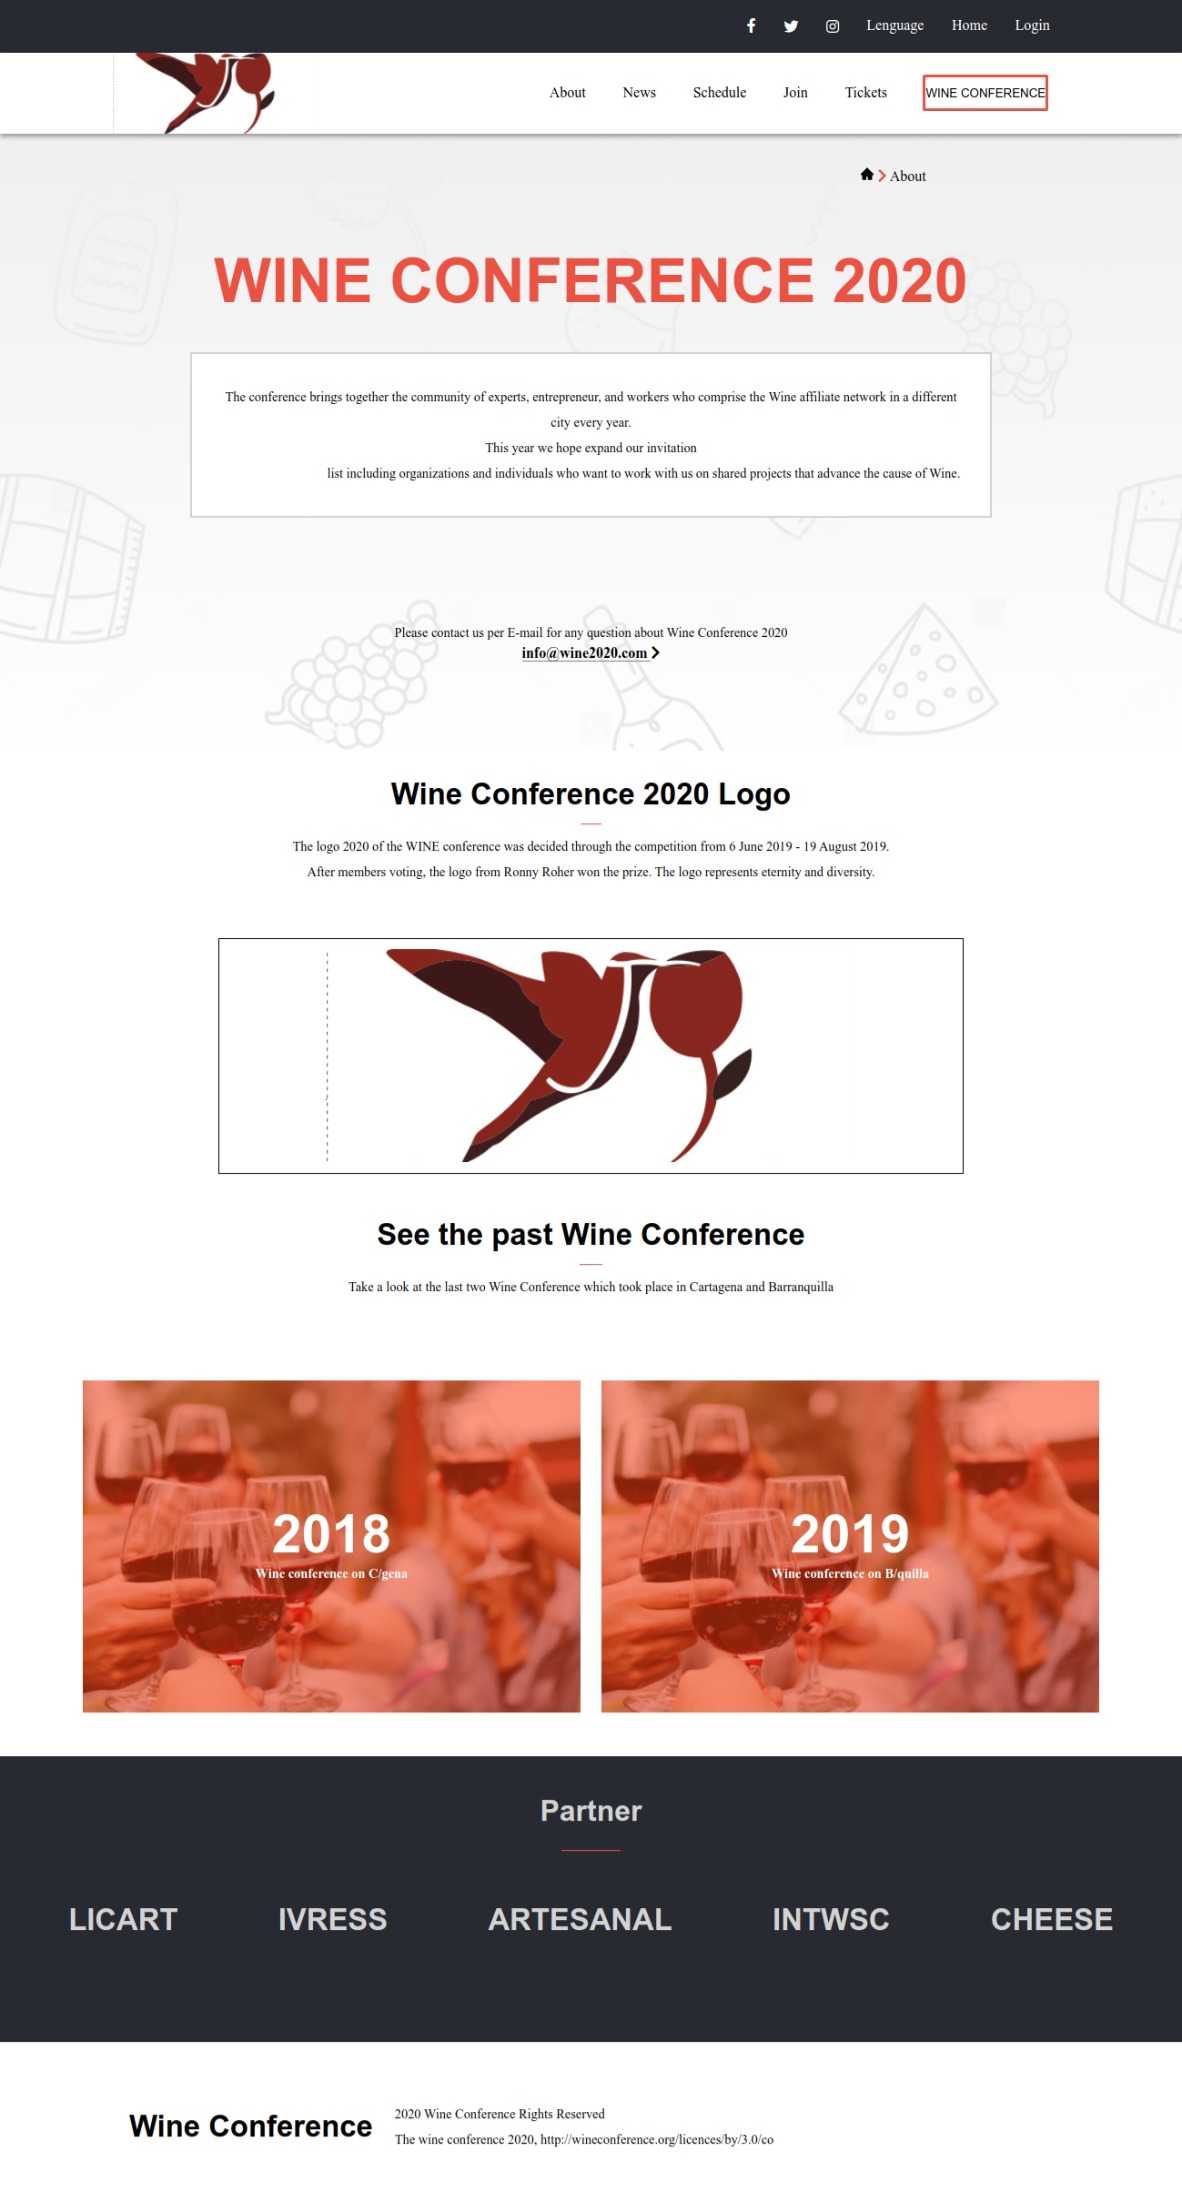 Lenguage Home Login
About News Schedule Join Tickets WINE CONFERENCE
About
WINE CONFERENCE 2020
The conference brings together the community of experts, entrepreneur, and workers who comprise the Wine affiliate network in a different
city every year.
This year we hope expand our invitation
list including organizations and individuals who want to work with us on shared projects that advance the cause of Wine.
Please contact us per E-mail for any question about Wine Conference 2020
info@wine2020.com
Wine Conference 2020 Logo
The logo 2020 of the WINE conference was decided through the competition from 6 June 2019 - 19 August 2019.
After members voting, the logo from Ronny Roher won the prize. The logo represents eternity and diversity.
See the past Wine Conference
Take a look at the last two Wine Conference which took place in Cartagena and Barranquilla
2018
Wine conference on C/gena
2019
Wine conference on B/quilla
Partner
LICART IVRESS ARTESANAL INTWSC CHEESE
Wine Conference
2020 Wine Conference Rights Reserved
The wine conference 2020, http://wineconference.org/licences/by/3.0/co